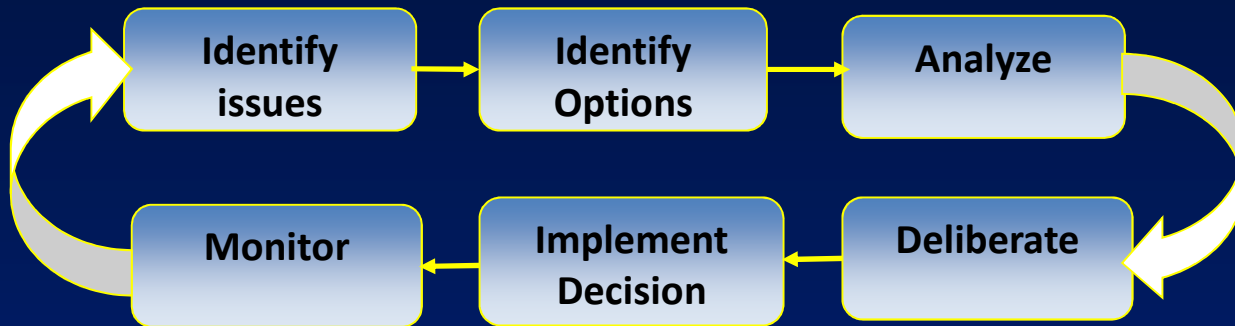 Identify
issues
Identify
Options
Analyze
Monitor
Implement
Decision
Deliberate